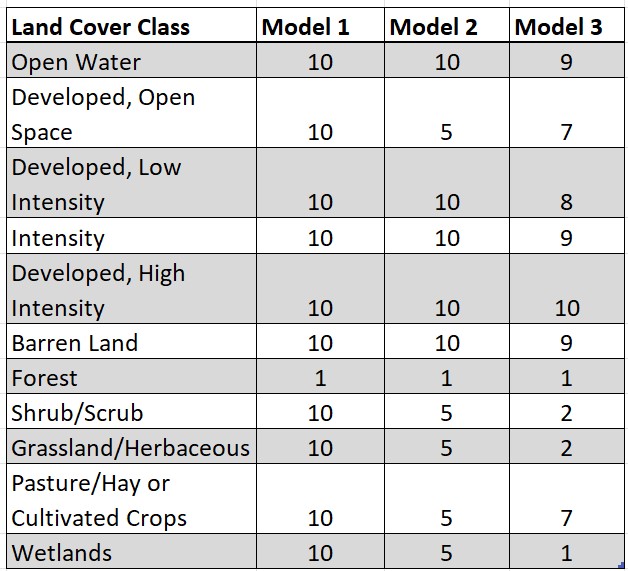 Land Cover Class Model 1 Model 2 Model 3
Open Water 10 10 9
Developed, Open
Space 10 5 7
Developed, Low
Intensity 10 10 8
Intensity 10 10 9
Developed, High
Intensity 10 10 10
Barren Land 10 10 9
Forest 1 1 1
Shrub/Scrub 10 5 2
Grassland/Herbaceous 10 5 2
Pasture/Hay or
Cultivated Crops 10 5 7
Wetlands 10 5 1